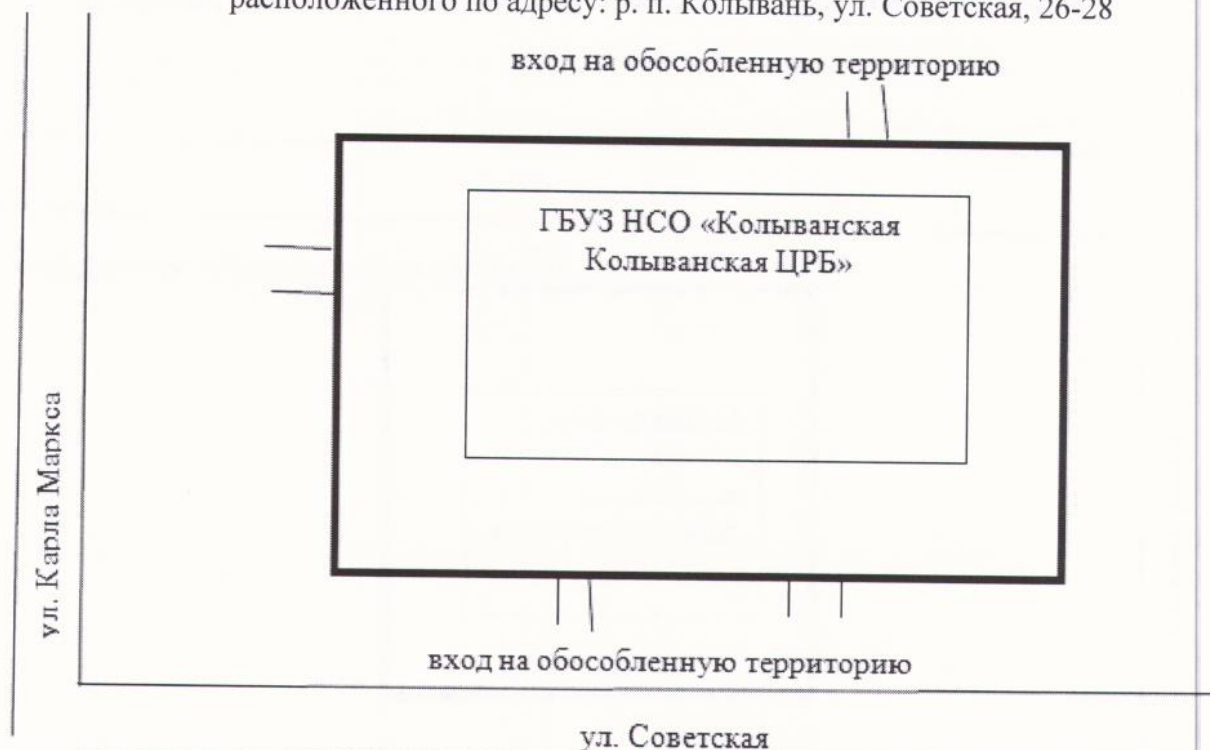 расположенного по адресу: р. п. Колывань, ул. Советская, 26-28
вход на обособленную территорию
ГБУЗ НСО «Колыванская
Колыванская ЦРБ»
ул. Карла Маркса
вход на обособленную территорию
ул. Советская